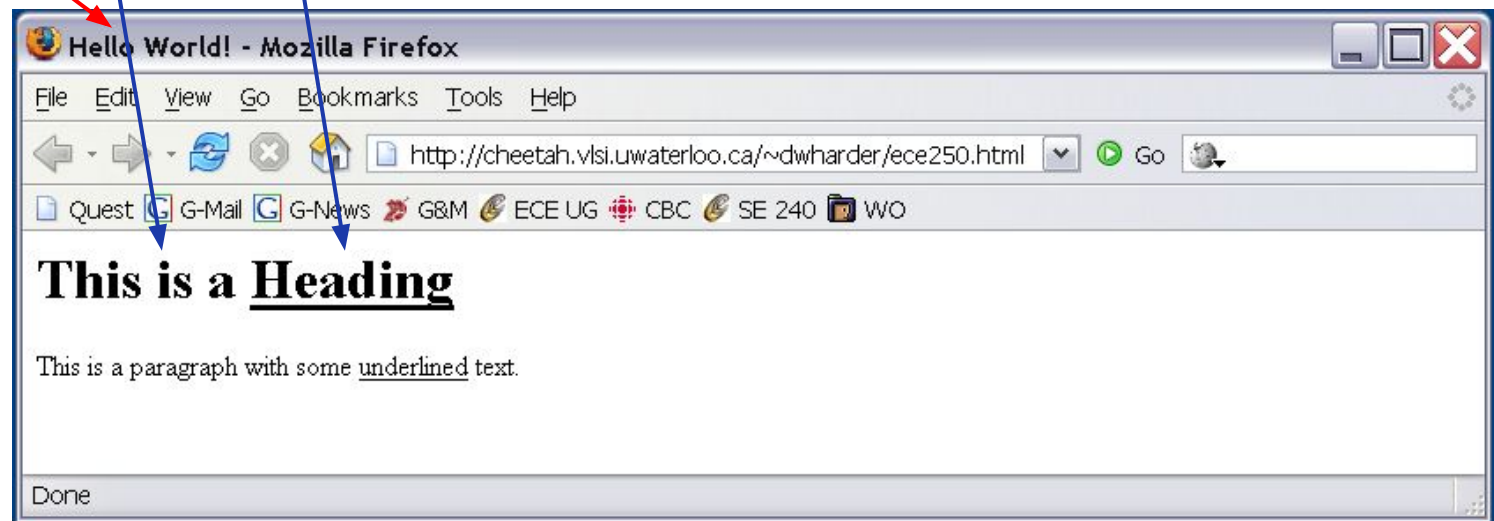 Hello World! - Mozilla Firefox
File Edit View Go Bookmarks Tools Help
http://cheetah.vlsi.uwaterloo.ca/~dwharder/ece250.html Go
Quest G G-Mail G G-News G&M ECE UG CBC SE 240 WO
This is a Heading
This is a paragraph with some underlined text.
Done